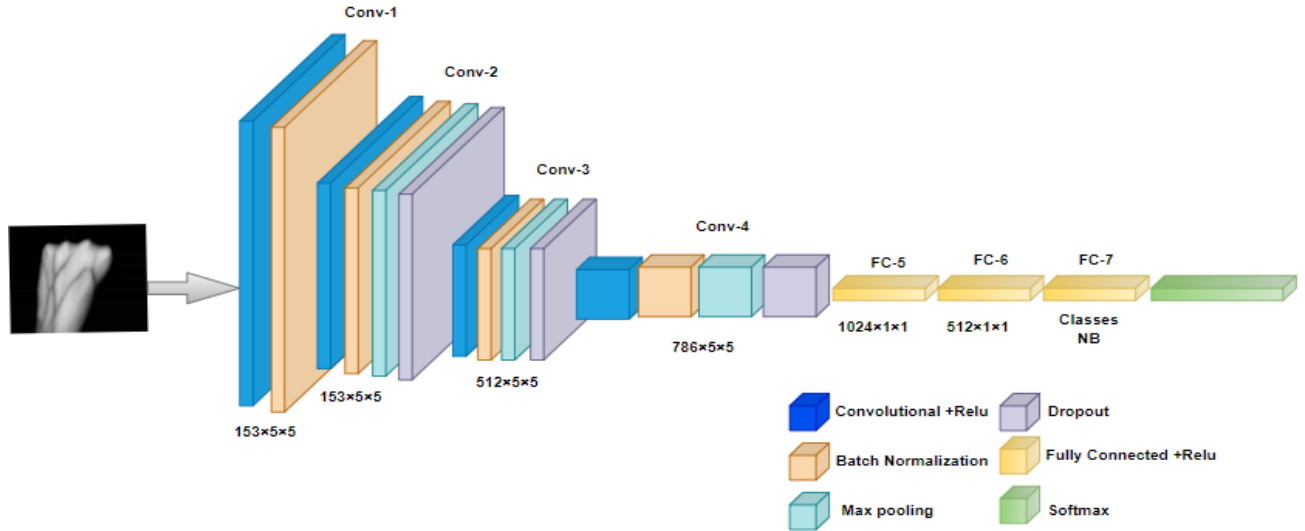 Conv-1
Conv-2
Conv-3
Conv-4
FC-5
FC-6
FC-7
153×5×5
153×5×5
512×5×5
786×5×5
1024×1×1
512×1×1
Classes
NB
Convolutional +Relu
Dropout
Batch Normalization
Fully Connected +Relu
Max pooling
Softmax